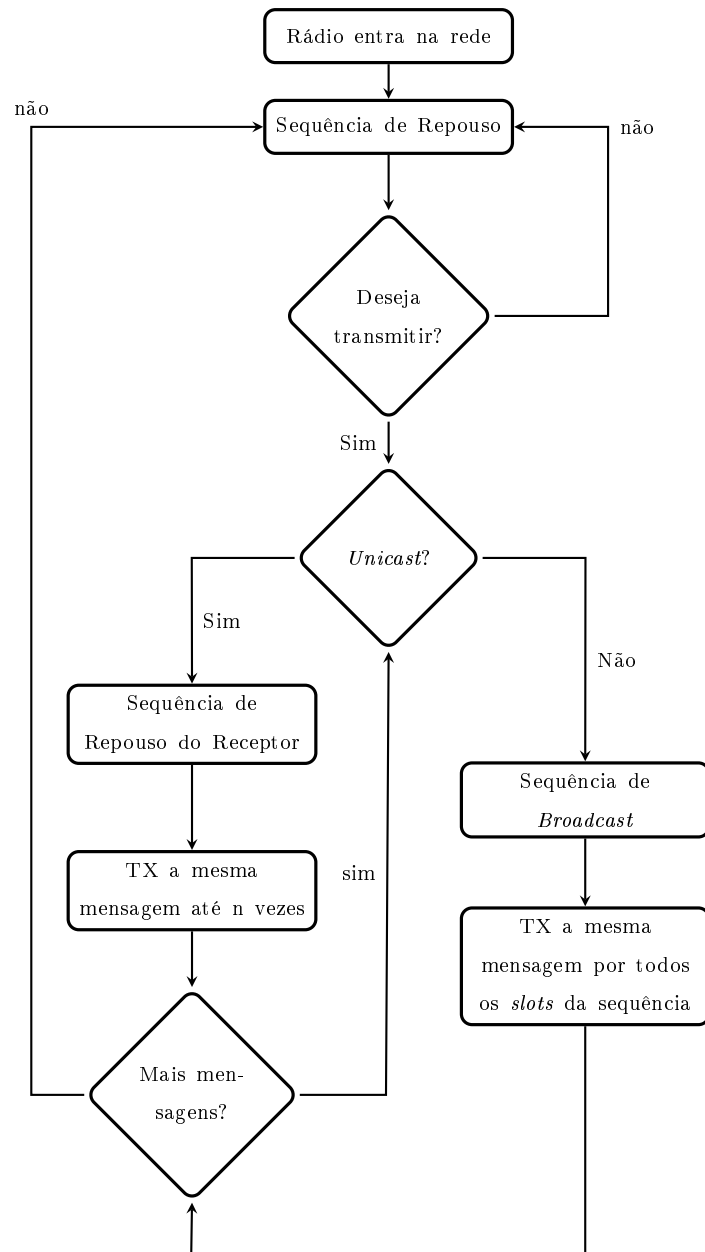 Rádio entra na rede
não
Sequência de Repouso
não
Deseja
transmitir?
Sim
Unicast?
Sim
Não
Sequência de
Repouso do Receptor
Sequência de
Broadcast
TX a mesma
mensagem até n vezes
sim
TX a mesma
mensagem por todos
os slots da sequência
Mais men-
sagens?